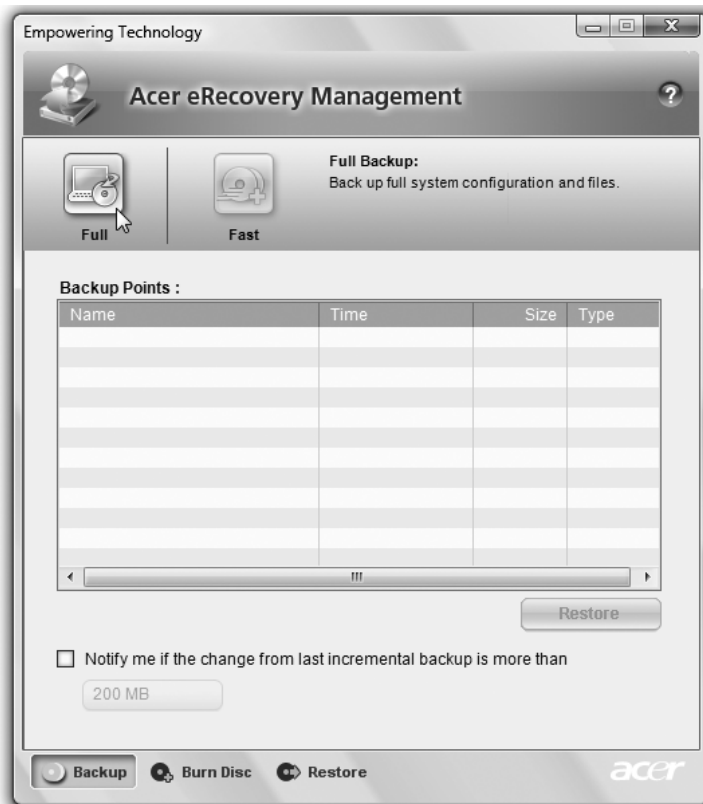 Empowering Technology
Acer eRecovery Management
?
Full Backup:
Back up full system configuration and files.
Full
Fast
Backup Points :
Name Time Size Type
Restore
Notify me if the change from last incremental backup is more than
200 MB
Backup Burn Disc Restore acer